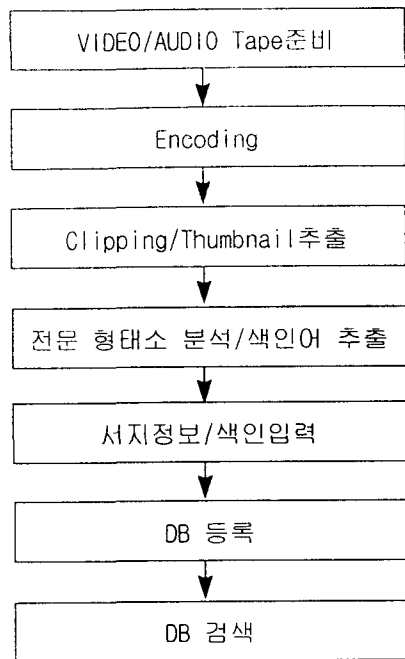 VIDEO/AUDIO Tape준비
Encoding
Clipping/Thumbnail추출
전문 형태소 분석/색인어 추출
서지정보/색인입력
DB 등록
DB 검색